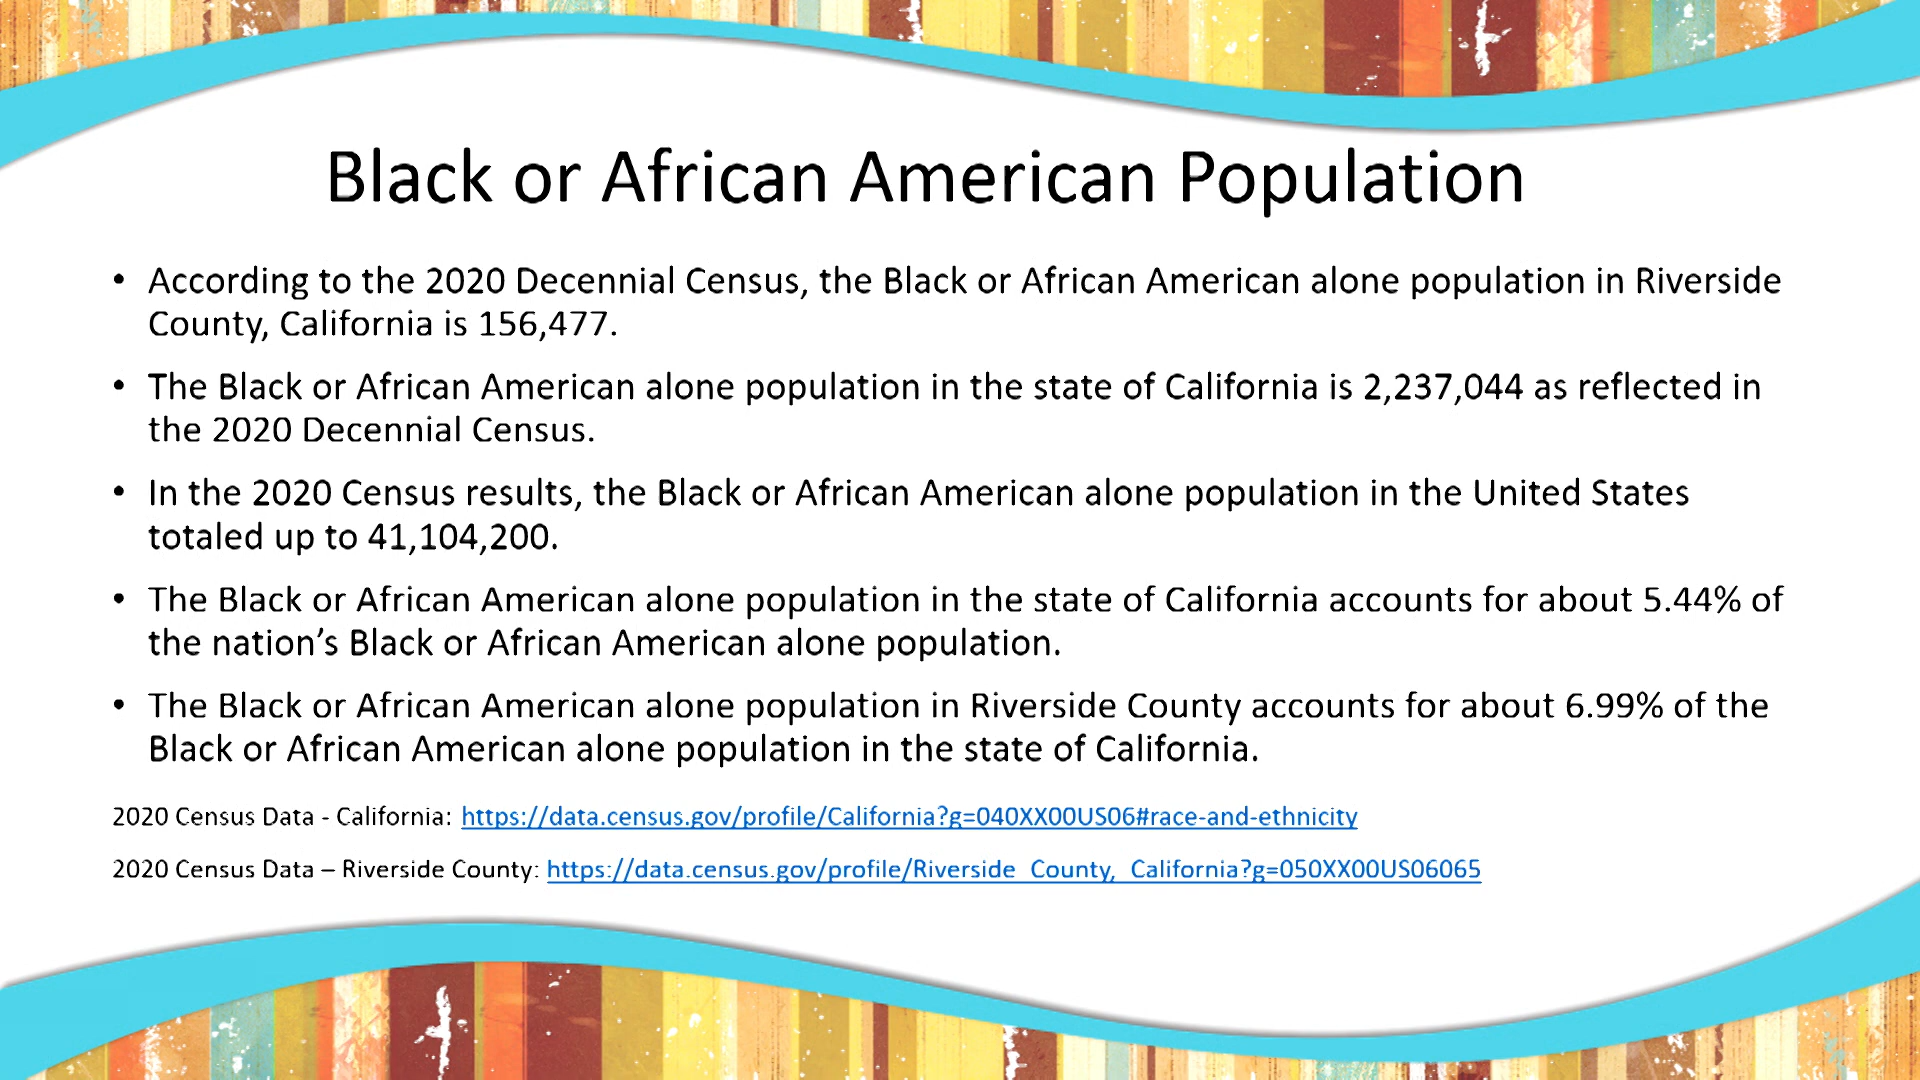 Black or African American Population
• According to the 2020 Decennial Census, the Black or African American alone population in Riverside
County, California is 156,477.
• The Black or African American alone population in the state of California is 2,237,044 as reflected in
the 2020 Decennial Census.
• In the 2020 Census results, the Black or African American alone population in the United States
totaled up to 41,104,200.
• The Black or African American alone population in the state of California accounts for about 5.44% of
the nation’s Black or African American alone population.
• The Black or African American alone population in Riverside County accounts for about 6.99% of the
Black or African American alone population in the state of California.
2020 Census Data - California: https://data.census.gov/profile/California?g=040XX00US06#race-and-ethnicity
2020 Census Data – Riverside County: https://data.census.gov/profile/Riverside_County,_California?g=050XX00US06065